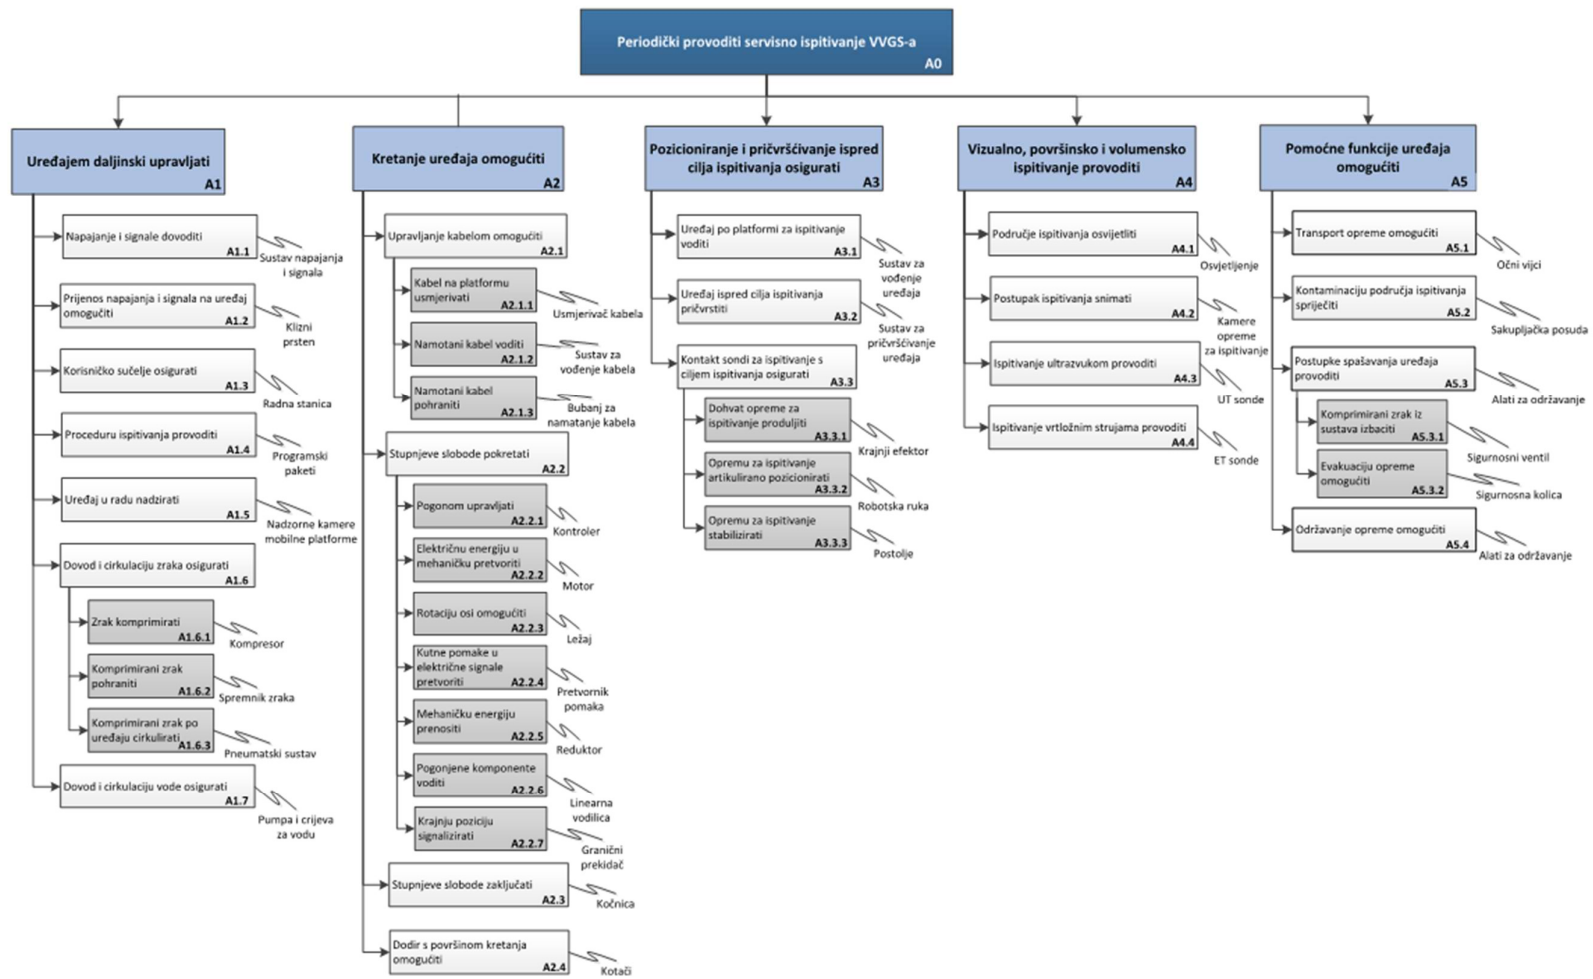 Periodički provoditi servisno ispitivanje VVGS-a
A0
Uređajem daljinski upravljati
A1
Napajanje i signale dovoditi
A1.1
Sustav napajanja
i signala
Prijenos napajanja i signala na uređaj
omogučiti
A1.2
Klizni
prsten
Korisničko sučelje osigurati
A1.3
Radna stanica
Proceduru ispitivanja provoditi
A1.4
Programski
paketi
Uređaj u radu nadzirati
A1.5
Nadzorne kamere
mobilne platforme
Dovod i cirkulaciju zraka osigurati
A1.6
Zrak komprimirati
A1.6.1
Kompresor
Komprimirani zrak
pohraniti
A1.6.2
Spremnik zraka
Komprimirani zrak po
uređaju cirkulirati
A1.6.3
Pneumatski sustav
Dovod i cirkulaciju vode osigurati
A1.7
Pumpa i crijeva
za vodu
Kretanje uređaja omogućiti
A2
Upravljanje kabelom omogućiti
A2.1
Kabel na platformu
usmjerivati
A2.1.1
Usmjerivač kabela
Namotani kabel voditi
A2.1.2
Sustav za
vođenje kabela
Namotani kabel
pohraniti
A2.1.3
Bubanj za
namatanje kabela
Stupnjeve slobode pokretati
A2.2
Pogonom upravljati
A2.2.1
Kontroler
Električnu energiju u
mehaničku pretvoriti
A2.2.2
Motor
Rotaciju osi omogućiti
A2.2.3
Ležaj
Kutne pomake u
električne signale
pretvoriti
A2.2.4
Pretvornik
pomaka
Mehaničku energiju
prenositi
A2.2.5
Reduktor
Pogonjene komponente
voditi
A2.2.6
Linearna
vodilica
Krajnju poziciju
signalizirati
A2.2.7
Granični
prekidač
Stupnjeve slobode zaključati
A2.3
Kočnica
Dodir s površinom kretanja
omogućiti
A2.4
Kotači
Pozicioniranje i pričvršćivanje ispred
cilja ispitivanja osigurati
A3
Uređaj po platformi za ispitivanje
voditi
A3.1
Sustav za
vođenje
uređaja
Uređaj ispred cilja ispitivanja
pričvrstiti
A3.2
Sustav za
pričvršćivanje
uređaja
Kontakt sondi za ispitivanje s
ciljem ispitivanja osigurati
A3.3
Dohvat opreme za
ispitivanje produljiti
A3.3.1
Krajnji efektor
Opremu za ispitivanje
artikulirano pozicionirati
A3.3.2
Robotska ruka
Opremu za ispitivanje
stabilizirati
A3.3.3
Postolje
Vizualno, površinsko i volumensko
ispitivanje provoditi
A4
Područje ispitivanja osvijetliti
A4.1
Osvjetljenje
Postupak ispitivanja snimati
A4.2
Kamere
opreme
za ispitivanje
Ispitivanje ultrazvukom provoditi
A4.3
UT sonde
Ispitivanje vrtložnim strujama provoditi
A4.4
ET sonde
Pomoćne funkcije uređaja
omogućiti
A5
Transport opreme omogućiti
A5.1
Očni vijci
Kontaminaciju područja ispitivanja
spriječiti
A5.2
Sakupljačka posuda
Postupke spašavanja uređaja
provoditi
A5.3
Alati za održavanje
Komprimirani zrak iz
sustava izbaciti
A5.3.1
Sigurnosni ventil
Evakuaciju opreme
omogućiti
A5.3.2
Sigurnosna kolica
Održavanje opreme omogućiti
A5.4
Alati za održavanje